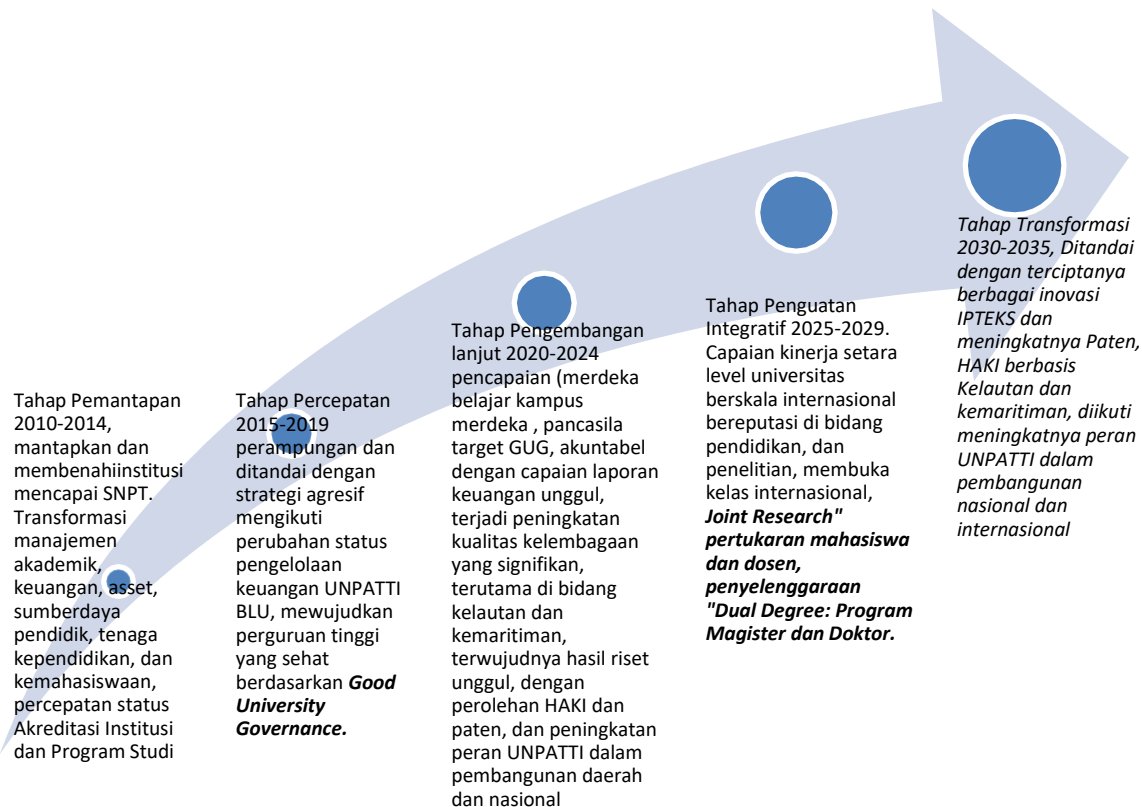 Tahap Pemantapan
2010-2014,
mantapkan dan
membenahiinstitusi
mencapai SNPT.
Transformasi
manajemen
akademik,
keuangan, asset,
sumberdaya
pendidik, tenaga
kependidikan, dan
kemahasiswaan,
percepatan status
Akreditasi Institusi
dan Program Studi
Tahap Percepatan
2015-2019
perampungan dan
ditandai dengan
strategi agresif
mengikuti
perubahan status
pengelolaan
keuangan UNPATTI
BLU, mewujudkan
perguruan tinggi
yang sehat
berdasarkan Good
University
Governance.
Tahap Pengembangan
lanjut 2020-2024
pencapaian (merdeka
belajar kampus
merdeka , pancasila
target GUG, akuntabel
dengan capaian laporan
keuangan unggul,
terjadi peningkatan
kualitas kelembagaan
yang signifikan,
terutama di bidang
kelautan dan
kemaritiman,
terwujudnya hasil riset
unggul, dengan
perolehan HAKI dan
paten, dan peningkatan
peran UNPATTI dalam
pembangunan daerah
dan nasional
Tahap Penguatan
Integratif 2025-2029.
Capaian kinerja setara
level universitas
berskala internasional
bereputasi di bidang
pendidikan, dan
penelitian, membuka
kelas internasional,
Joint Research"
pertukaran mahasiswa
dan dosen,
penyelenggaraan
"Dual Degree: Program
Magister dan Doktor.
Tahap Transformasi
2030-2035, Ditandai
dengan terciptanya
berbagai inovasi
IPTEKS dan
meningkatnya Paten,
HAKI berbasis
Kelautan dan
kemaritiman, diikuti
meningkatnya peran
UNPATTI dalam
pembangunan
nasional dan
internasional